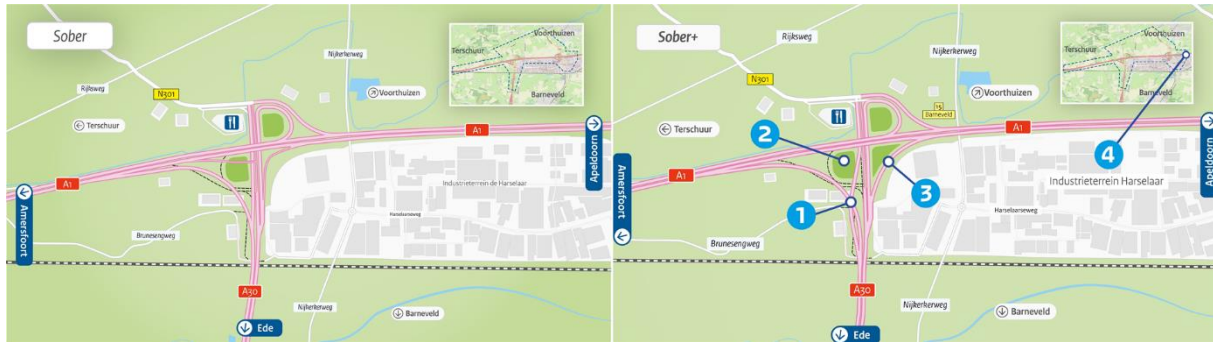 Sober
Rijksweg
N301
Terschuur
Nijkerkerweg
Voorthuizen
Terschuur
Voorthuizen
Barneveld
A1
Apeldoorn
A1
Amersfoort
Industrieterrein de Harselaar
Harselaarseweg
Brunesengweg
A30
Nijkerkerweg
Barneveld
Ede
Sober+
Rijksweg
N301
Terschuur
Nijkerkerweg
Voorthuizen
15
Barneveld
Terschuur
Voorthuizen
Barneveld
4
A1
Apeldoorn
2
3
1
A1
Amersfoort
Industrieterrein Harselaar
Harselaarseweg
Brunesengweg
A30
Nijkerkerweg
Barneveld
Ede